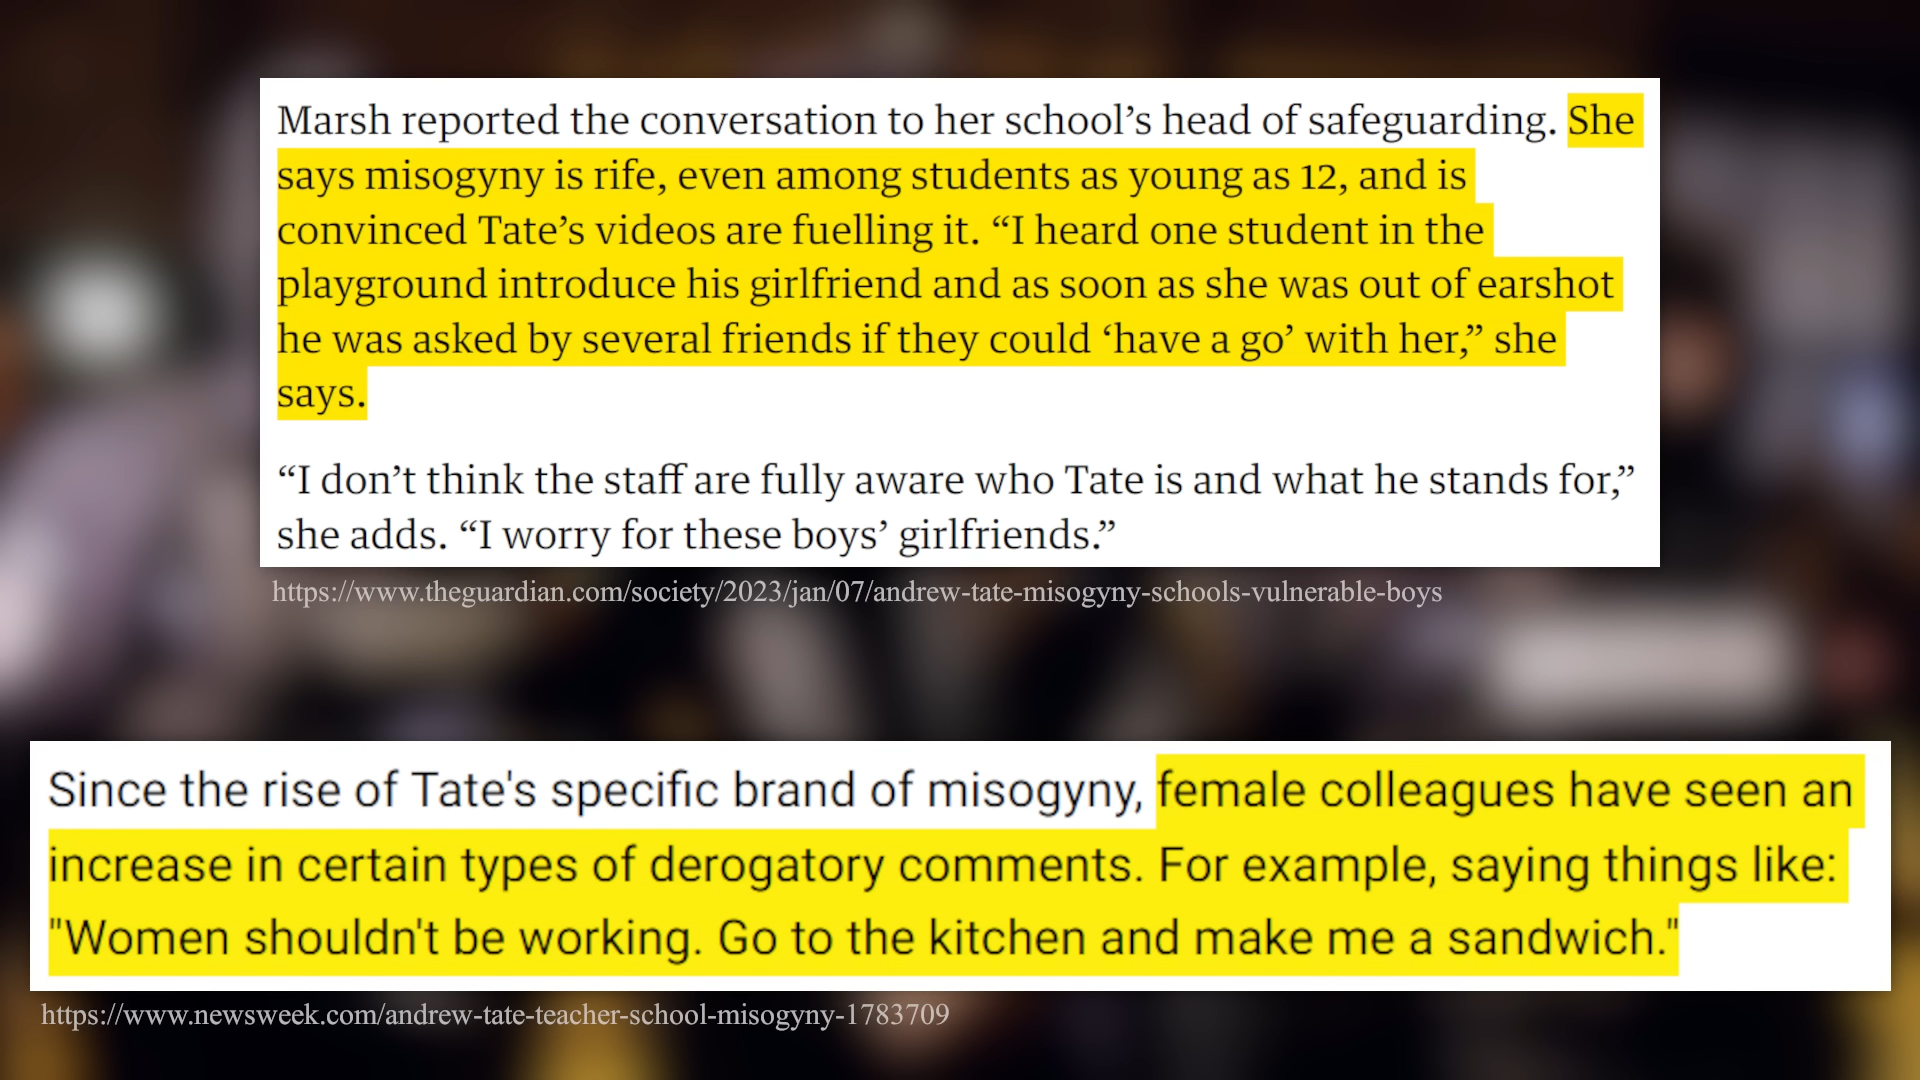 Marsh reported the conversation to her school’s head of safeguarding. She
says misogyny is rife, even among students as young as 12, and is
convinced Tate’s videos are fuelling it. “I heard one student in the
playground introduce his girlfriend and as soon as she was out of earshot
he was asked by several friends if they could ‘have a go’ with her,” she
says.
“I don’t think the staff are fully aware who Tate is and what he stands for,”
she adds. “I worry for these boys’ girlfriends.”
https://www.theguardian.com/society/2023/jan/07/andrew-tate-misogyny-schools-vulnerable-boys
Since the rise of Tate's specific brand of misogyny, female colleagues have seen an
increase in certain types of derogatory comments. For example, saying things like:
"Women shouldn't be working. Go to the kitchen and make me a sandwich."
https://www.newsweek.com/andrew-tate-teacher-school-misogyny-1783709